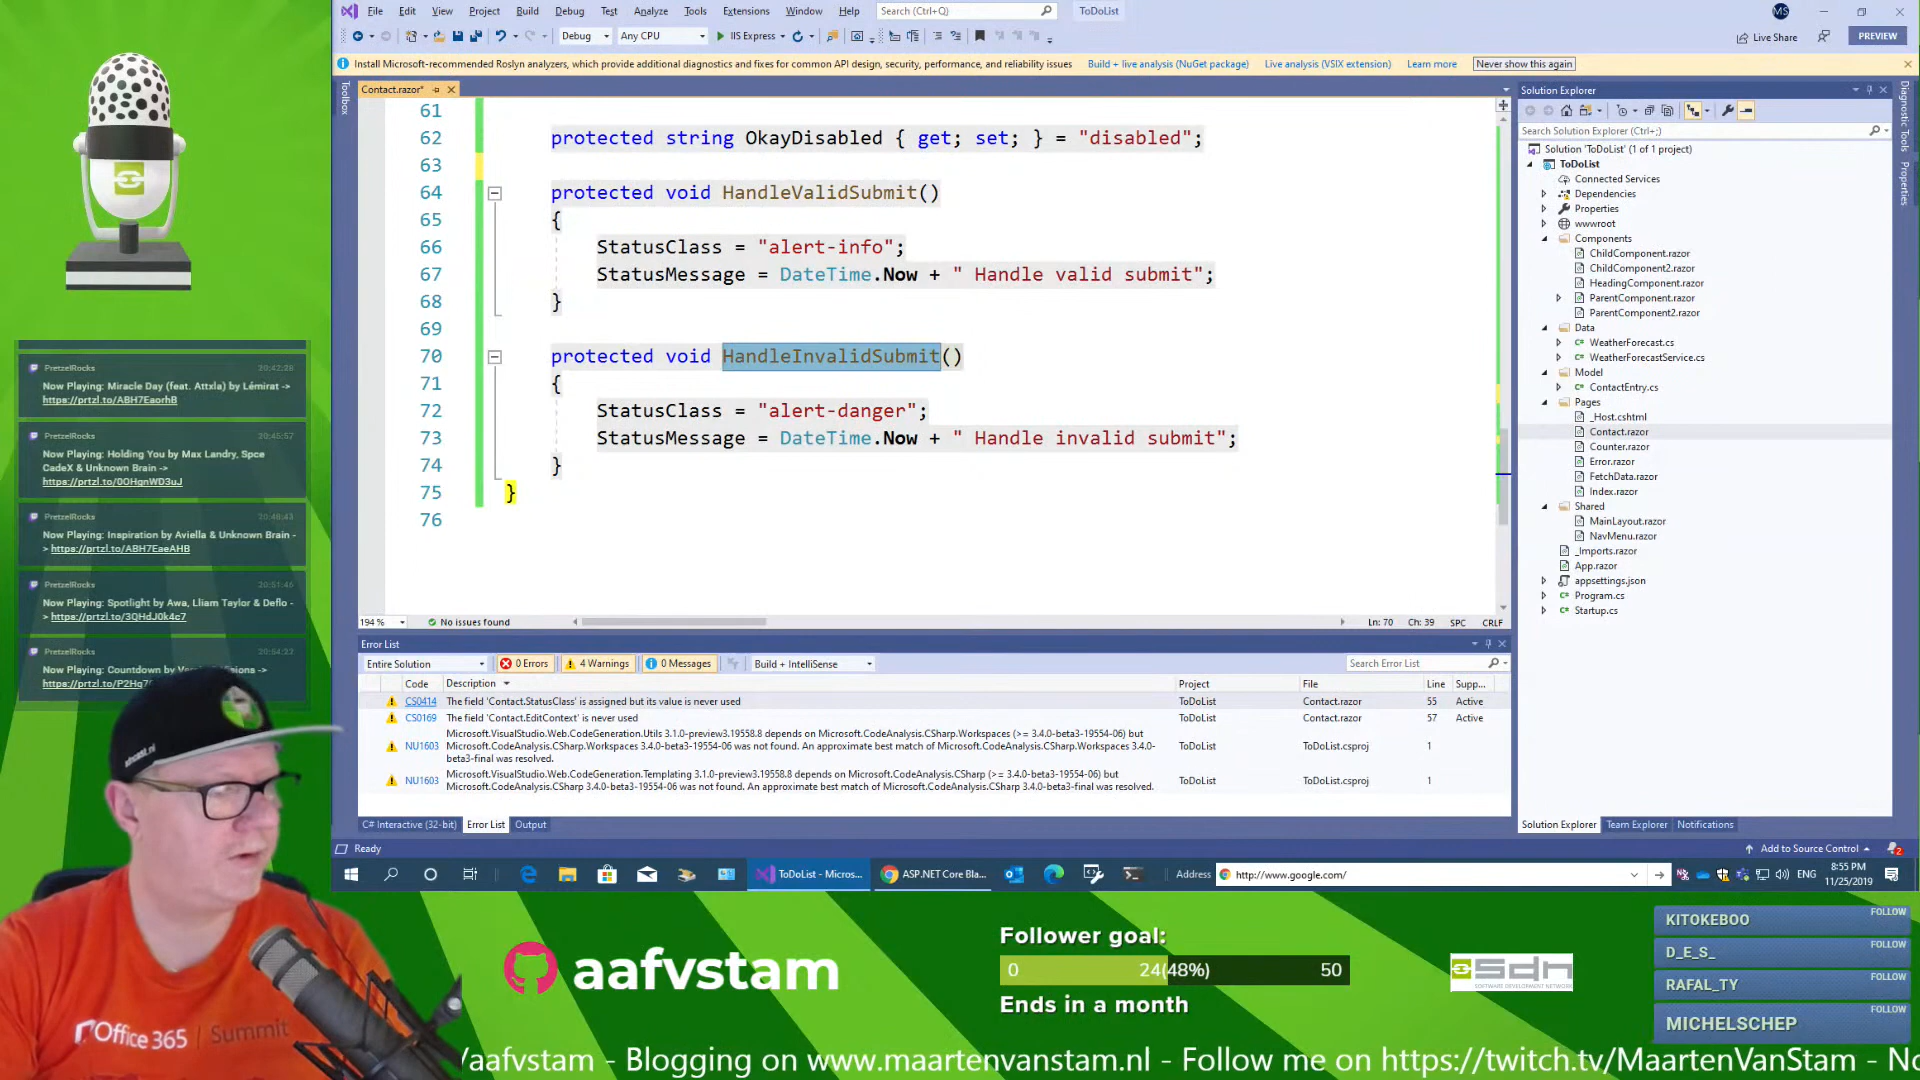 File Edit View Project Build Debug Test Analyze Tools Extensions Window Help Search (Ctrl+Q) ToDoList MS
Debug Any CPU IIS Express Live Share PREVIEW
Install Microsoft-recommended Roslyn analyzers, which provide additional diagnostics and fixes for common API design, security, performance, and reliability issues Build + live analysis (NuGet package) Live analysis (VSIX extension) Learn more Never show this again
Toolbox
Contact.razor*
61
62 protected string OkayDisabled { get; set; } = "disabled";
63
64 protected void HandleValidSubmit()
65 {
66 StatusClass = "alert-info";
67 StatusMessage = DateTime.Now + " Handle valid submit";
68 }
69
70 protected void HandleInvalidSubmit()
71 {
72 StatusClass = "alert-danger";
73 StatusMessage = DateTime.Now + " Handle invalid submit";
74 }
75 }
76
194 % No issues found Ln: 70 Ch: 39 SPC CRLF
Solution Explorer
Search Solution Explorer (Ctrl+;)
Solution 'ToDoList' (1 of 1 project)
ToDoList
Connected Services
Dependencies
Properties
wwwroot
Components
ChildComponent.razor
ChildComponent2.razor
HeadingComponent.razor
ParentComponent.razor
ParentComponent2.razor
Data
WeatherForecast.cs
WeatherForecastService.cs
Model
ContactEntry.cs
Pages
_Host.cshtml
Contact.razor
Counter.razor
Error.razor
FetchData.razor
Index.razor
Shared
MainLayout.razor
NavMenu.razor
_Imports.razor
App.razor
appsettings.json
Program.cs
Startup.cs
Solution Explorer Team Explorer Notifications
Diagnostic Tools
Properties
Error List
Entire Solution 0 Errors 4 Warnings 0 Messages Build + IntelliSense Search Error List
Code Description Project File Line Supp...
CS0414 The field 'Contact.StatusClass' is assigned but its value is never used ToDoList Contact.razor 55 Active
CS0169 The field 'Contact.EditContext' is never used ToDoList Contact.razor 57 Active
Microsoft.VisualStudio.Web.CodeGeneration.Utils 3.1.0-preview3.19558.8 depends on Microsoft.CodeAnalysis.CSharp.Workspaces (>= 3.4.0-beta3-19554-06) but
NU1603 Microsoft.CodeAnalysis.CSharp.Workspaces 3.4.0-beta3-19554-06 was not found. An approximate best match of Microsoft.CodeAnalysis.CSharp.Workspaces 3.4.0- ToDoList ToDoList.csproj 1
beta3-final was resolved.
Microsoft.VisualStudio.Web.CodeGeneration.Templating 3.1.0-preview3.19558.8 depends on Microsoft.CodeAnalysis.CSharp (>= 3.4.0-beta3-19554-06) but
NU1603 Microsoft.CodeAnalysis.CSharp 3.4.0-beta3-19554-06 was not found. An approximate best match of Microsoft.CodeAnalysis.CSharp 3.4.0-beta3-final was resolved. ToDoList ToDoList.csproj 1
C# Interactive (32-bit) Error List Output
Ready Add to Source Control 2
ToDoList - Micros... ASP.NET Core Bla... Address http://www.google.com/ ENG 8:55 PM
11/25/2019
PretzelRocks 20:42:28
Now Playing: Miracle Day (feat. Attxla) by Lémirat ->
https://prtzl.to/ABH7EaorhB
PretzelRocks 20:45:57
Now Playing: Holding You by Max Landry, Spce
CadeX & Unknown Brain ->
https://prtzl.to/0OHgnWD3uJ
PretzelRocks 20:48:43
Now Playing: Inspiration by Aviella & Unknown Brain -
> https://prtzl.to/ABH7EaeAHB
PretzelRocks 20:51:46
Now Playing: Spotlight by Awa, Lliam Taylor & Deflo -
> https://prtzl.to/3QHdJ0k4c7
PretzelRocks 20:54:23
Now Playing: Countdown by
Office 365 Summit
aafvstam
Follower goal:
0 24(48%) 50
Ends in a month
sdn
SOFTWARE DEVELOPMENT NETWORK
KITOKEBOO FOLLOW
D_E_S_ FOLLOW
RAFAL_TY FOLLOW
MICHELSCHEP FOLLOW
/aafvstam - Blogging on www.maartenvanstam.nl - Follow me on https://twitch.tv/MaartenVanStam - No